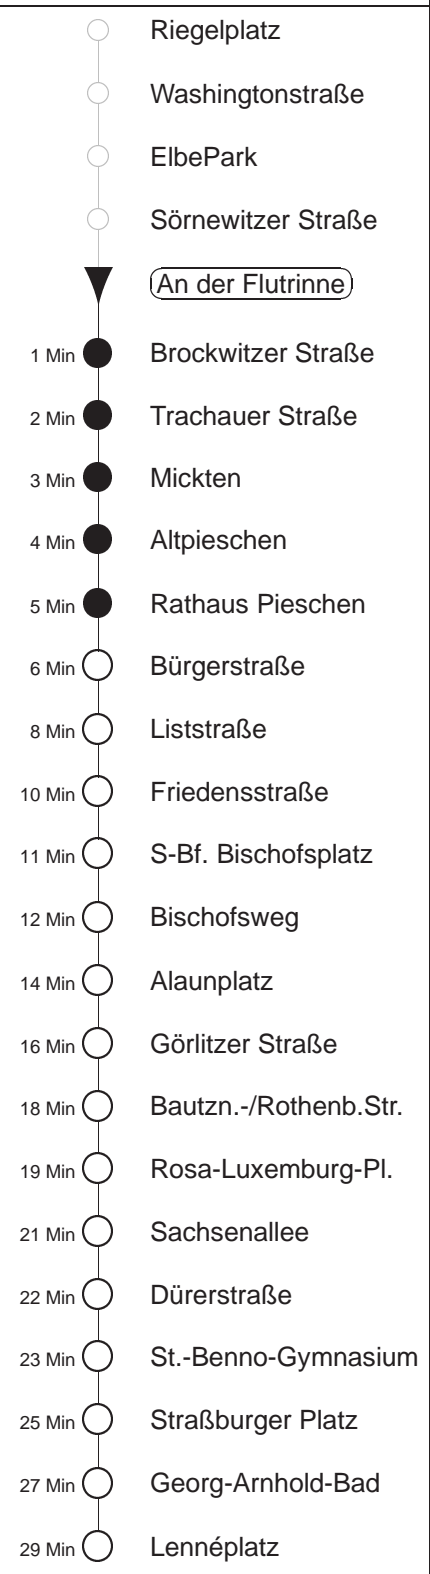 Riegelplatz
Washingtonstraße
ElbePark
Sörnewitzer Straße
An der Flutrinne
1 Min Brockwitzer Straße
2 Min Trachauer Straße
3 Min Mickten
4 Min Altpieschen
5 Min Rathaus Pieschen
6 Min Bürgerstraße
8 Min Liststraße
10 Min Friedensstraße
11 Min S-Bf. Bischofsplatz
12 Min Bischofsweg
14 Min Alaunplatz
16 Min Görlitzer Straße
18 Min Bautzn.-/Rothenb.Str.
19 Min Rosa-Luxemburg-Pl.
21 Min Sachsenallee
22 Min Dürerstraße
23 Min St.-Benno-Gymnasium
25 Min Straßburger Platz
27 Min Georg-Arnhold-Bad
29 Min Lennéplatz